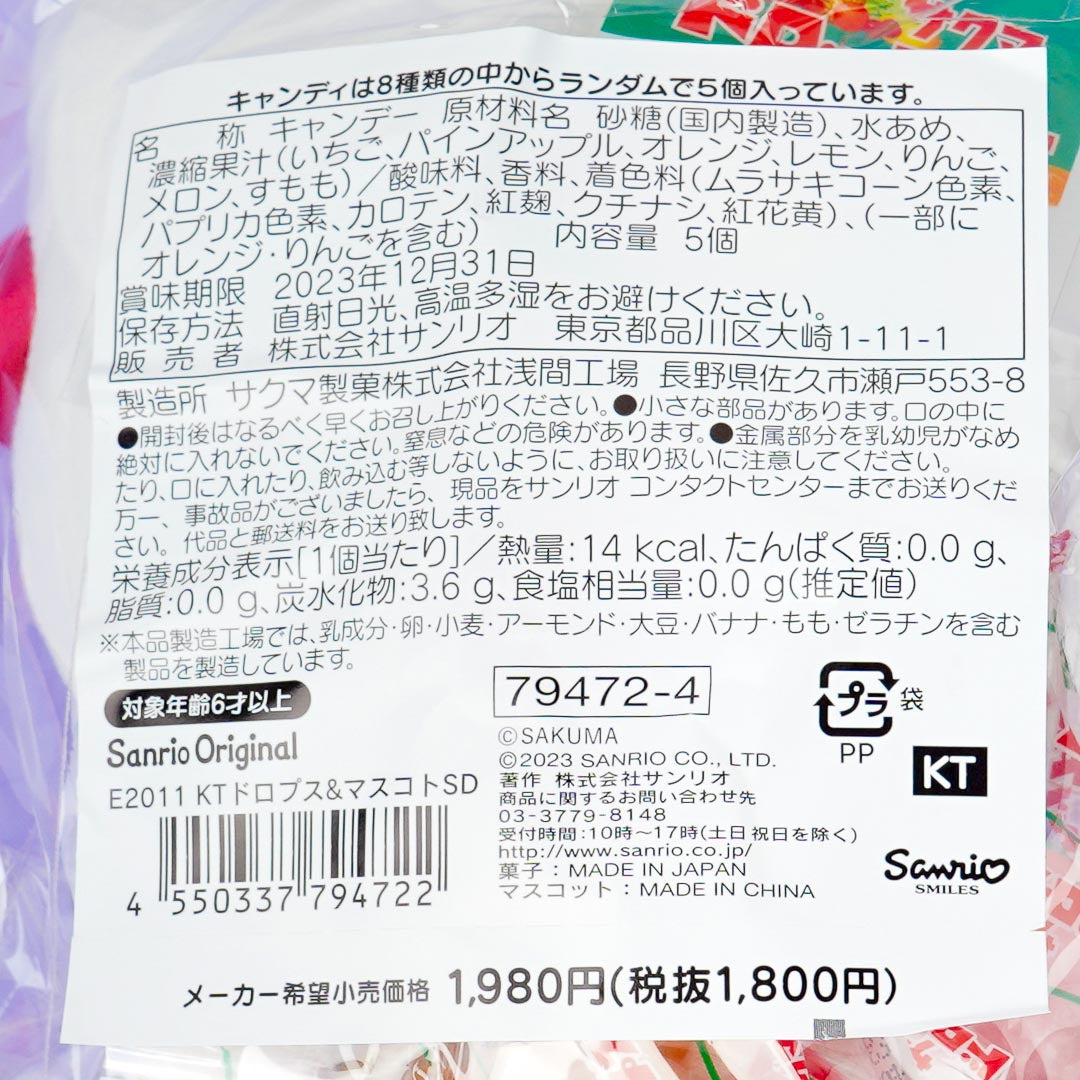 キャンディは8種類の中からランダムで5個入っています。
名称 キャンデー 原材料名 砂糖(国内製造)、水あめ、
濃縮果汁(いちご、パインアップル、オレンジ、レモン、りんご、
メロン、すもも)/酸味料、香料、着色料(ムラサキコーン色素、
パプリカ色素、カロテン、紅麹、クチナシ、紅花黄)、(一部に
オレンジ・りんごを含む) 内容量 5個
賞味期限 2023年12月31日
保存方法 直射日光、高温多湿をお避けください。
販売者 株式会社サンリオ 東京都品川区大崎1-11-1
製造所 サクマ製菓株式会社浅間工場 長野県佐久市瀬戸553-8
●開封後はなるべく早くお召し上がりください。●小さな部品があります。口の中に
絶対に入れないでください。窒息などの危険があります。●金属部分を乳幼児がなめ
たり、口に入れたり、飲み込む等しないように、お取り扱いに注意してください。
万一、事故品がございましたら、現品をサンリオ コンタクトセンターまでお送りくだ
さい。代品と郵送料をお送り致します。
栄養成分表示[1個当たり]/熱量:14 kcal、たんぱく質:0.0 g、
脂質:0.0 g、炭水化物:3.6 g、食塩相当量:0.0 g(推定値)
※本品製造工場では、乳成分・卵・小麦・アーモンド・大豆・バナナ・もも・ゼラチンを含む
製品を製造しています。
対象年齢6才以上
Sanrio Original
E2011 KTドロプス&マスコトSD
4 550337 794722
79472-4
©SAKUMA
©2023 SANRIO CO., LTD.
著作 株式会社サンリオ
商品に関するお問い合わせ先
03-3779-8148
受付時間:10時～17時(土日祝日を除く)
http://www.sanrio.co.jp/
菓子：MADE IN JAPAN
マスコット：MADE IN CHINA
プラ 袋
PP
KT
Sanrio
SMILES
メーカー希望小売価格 1,980円(税抜1,800円)